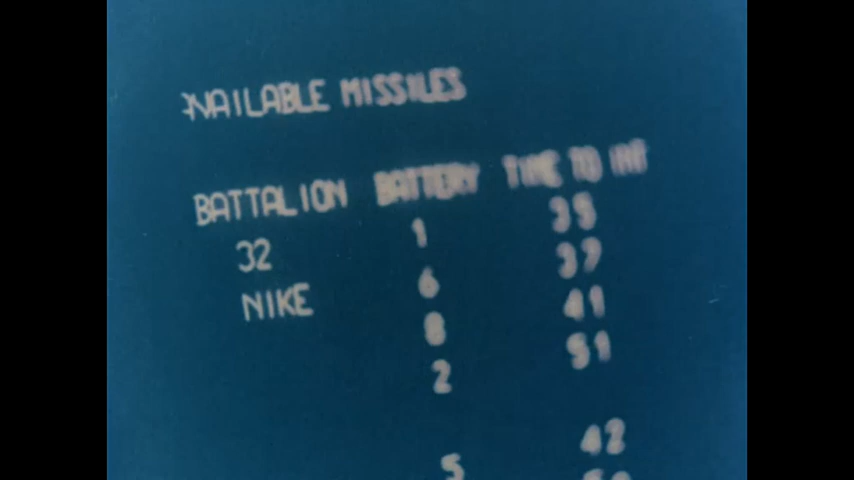 AVAILABLE MISSILES
BATTALION BATTERY TIME TO INT
32 1 35
NIKE 6 37
8 41
2 51
5 42